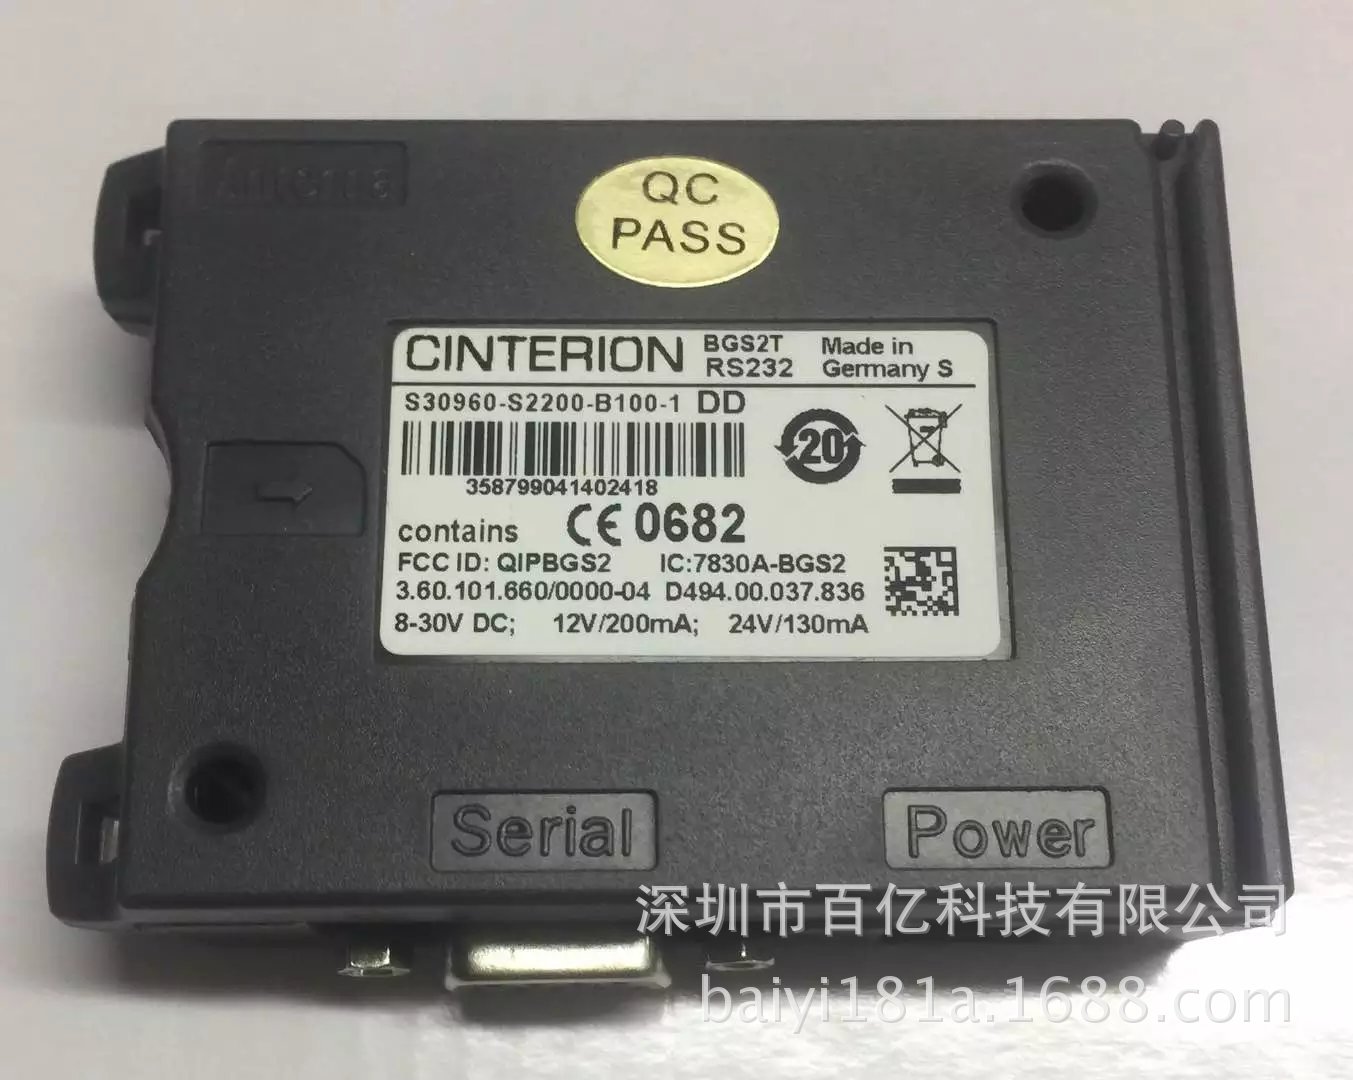 Antenna
QC
PASS
CINTERION BGS2T RS232 Made in Germany S
S30960-S2200-B100-1 DD
20
358799041402418
contains CE 0682
FCC ID: QIPBGS2 IC:7830A-BGS2
3.60.101.660/0000-04 D494.00.037.836
8-30V DC; 12V/200mA; 24V/130mA
Serial
Power
深圳市百亿科技有限公司
baiyi181a.1688.com